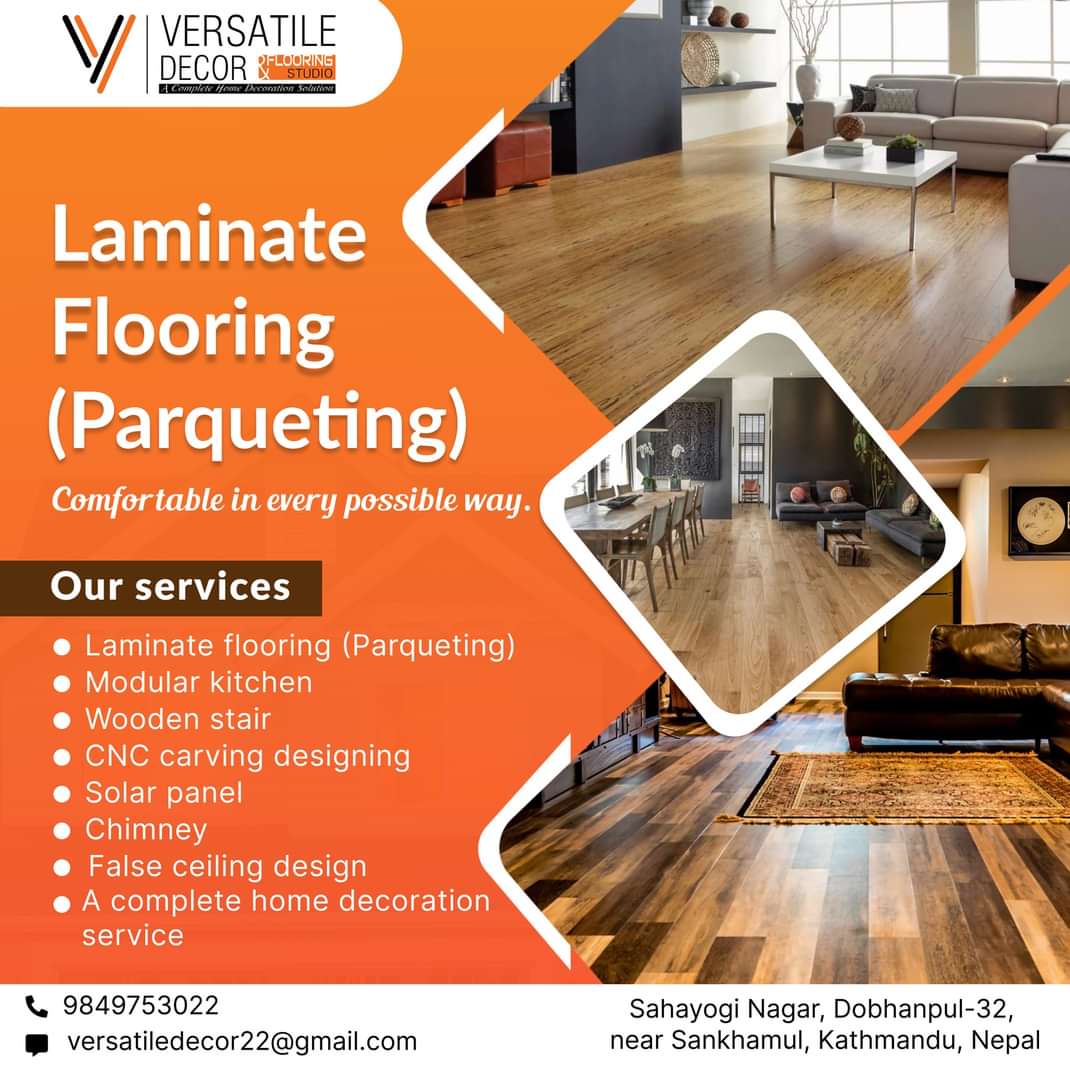 VERSATILE
DECOR & FLOORING
STUDIO
A Complete Home Decoration Solution
Laminate
Flooring
(Parqueting)
Comfortable in every possible way.
Our services
Laminate flooring (Parqueting)
Modular kitchen
Wooden stair
CNC carving designing
Solar panel
Chimney
False ceiling design
A complete home decoration
service
9849753022
versatiledecor22@gmail.com
Sahayogi Nagar, Dobhanpul-32,
near Sankhamul, Kathmandu, Nepal